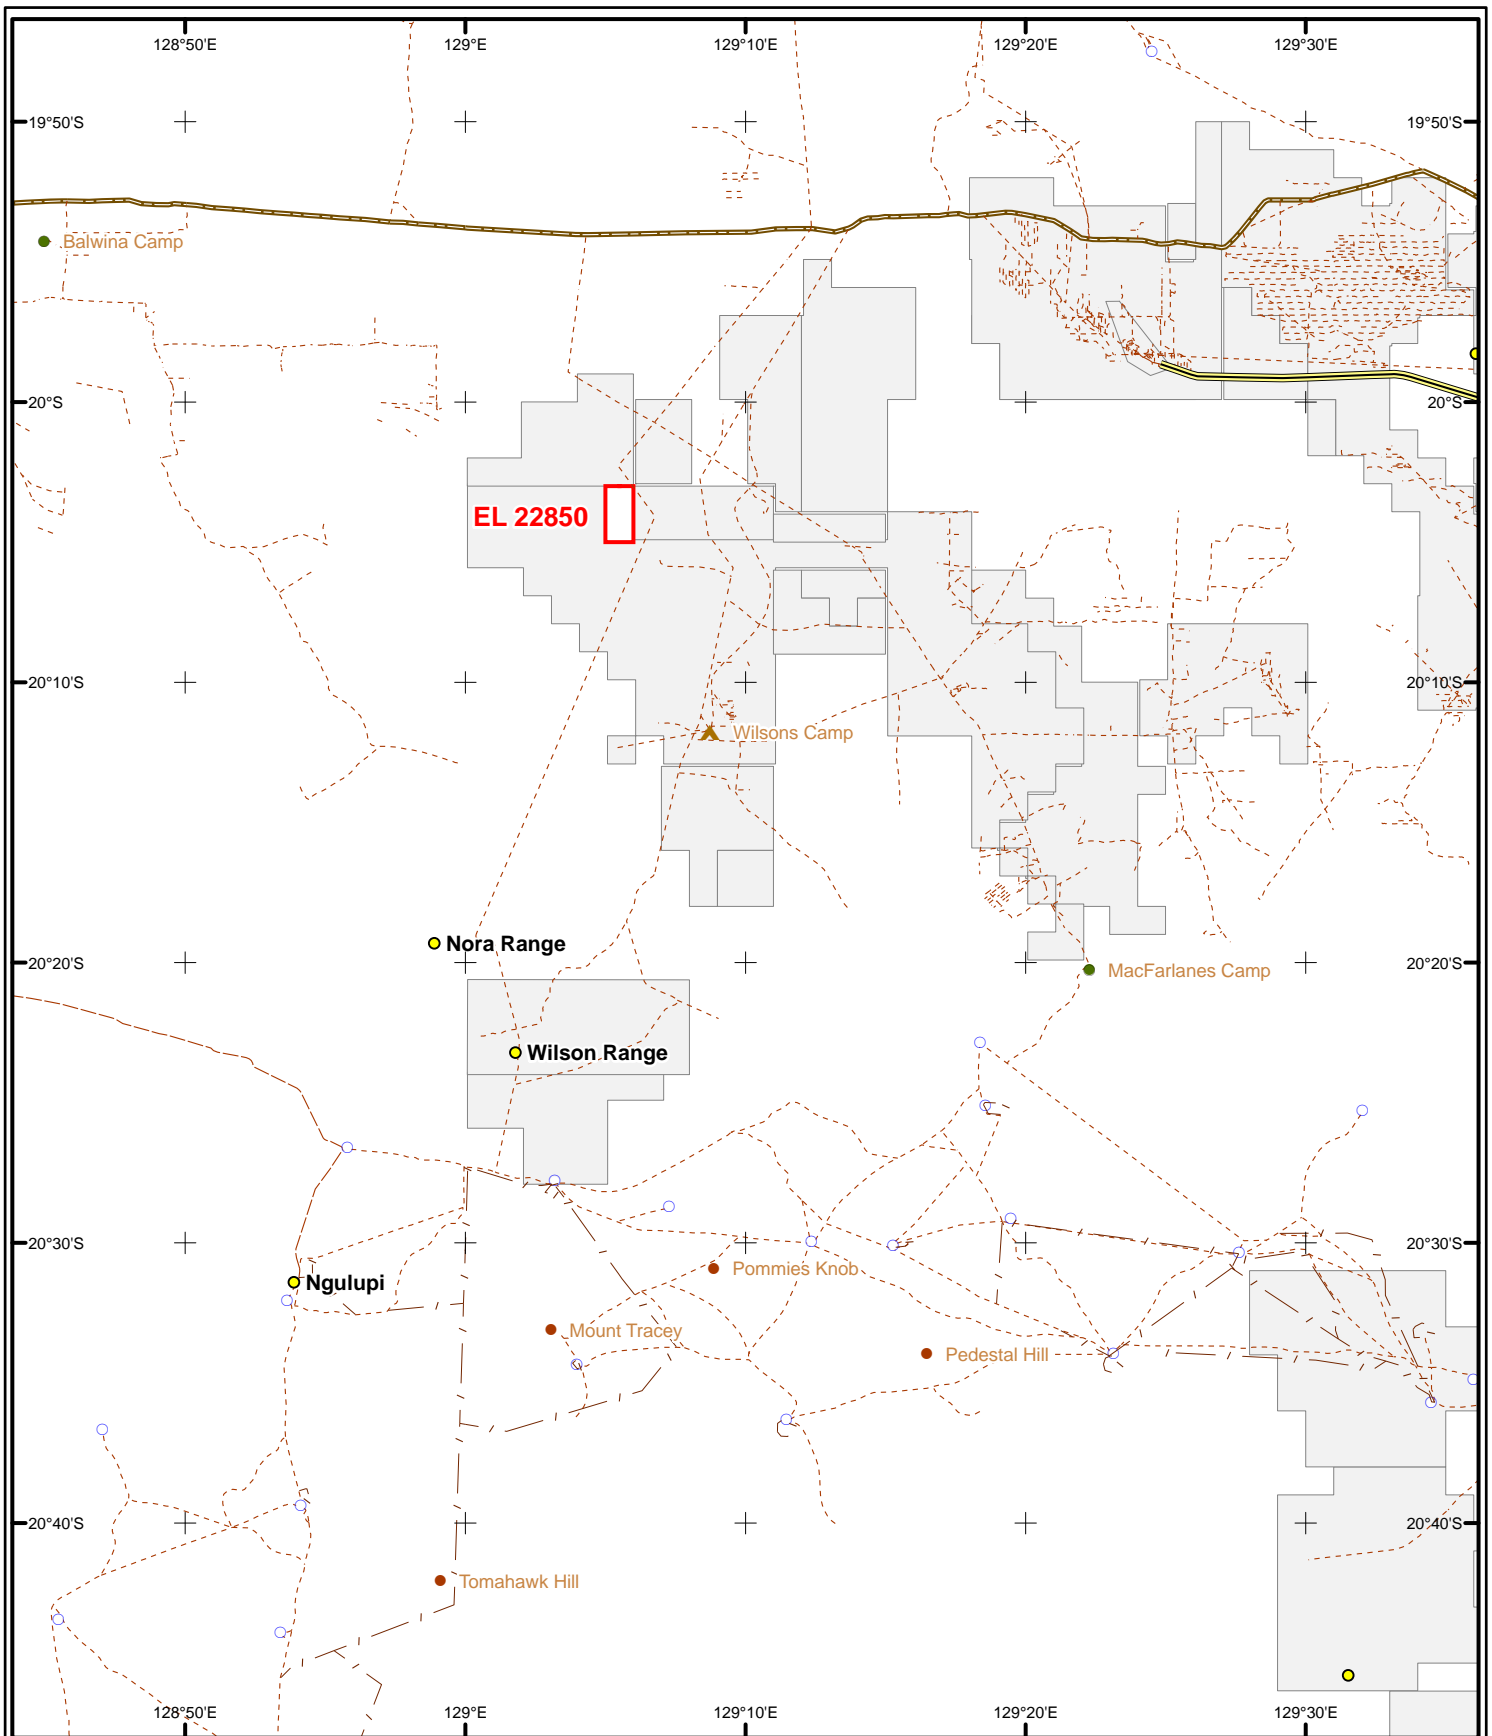 128°50'E
129°E
129°10'E
129°20'E
129°30'E
19°50'S
19°50'S
Balwina Camp
20°S
20°S
EL 22850
20°10'S
20°10'S
Wilsons Camp
Nora Range
20°20'S
20°20'S
MacFarlanes Camp
Wilson Range
20°30'S
20°30'S
Pommies Knob
Ngulupi
Mount Tracey
Pedestal Hill
20°40'S
20°40'S
Tomahawk Hill
128°50'E
129°E
129°10'E
129°20'E
129°30'E